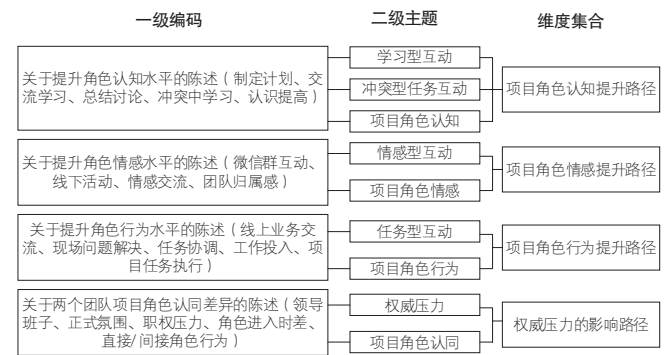 一级编码 二级主题 维度集合
关于提升角色认知水平的陈述（制定计划、交
流学习、总结讨论、冲突中学习、认识提高）
学习型互动
冲突型任务互动
项目角色认知
项目角色认知提升路径
关于提升角色情感水平的陈述（微信群互动、
线下活动、情感交流、团队归属感）
情感型互动
项目角色情感
项目角色情感提升路径
关于提升角色行为水平的陈述（线上业务交
流、现场问题解决、任务协调、工作投入、项
目任务执行）
任务型互动
项目角色行为
项目角色行为提升路径
关于两个团队项目角色认同差异的陈述（领导
班子、正式氛围、职权压力、角色进入时差、
直接/间接角色行为）
权威压力
项目角色认同
权威压力的影响路径